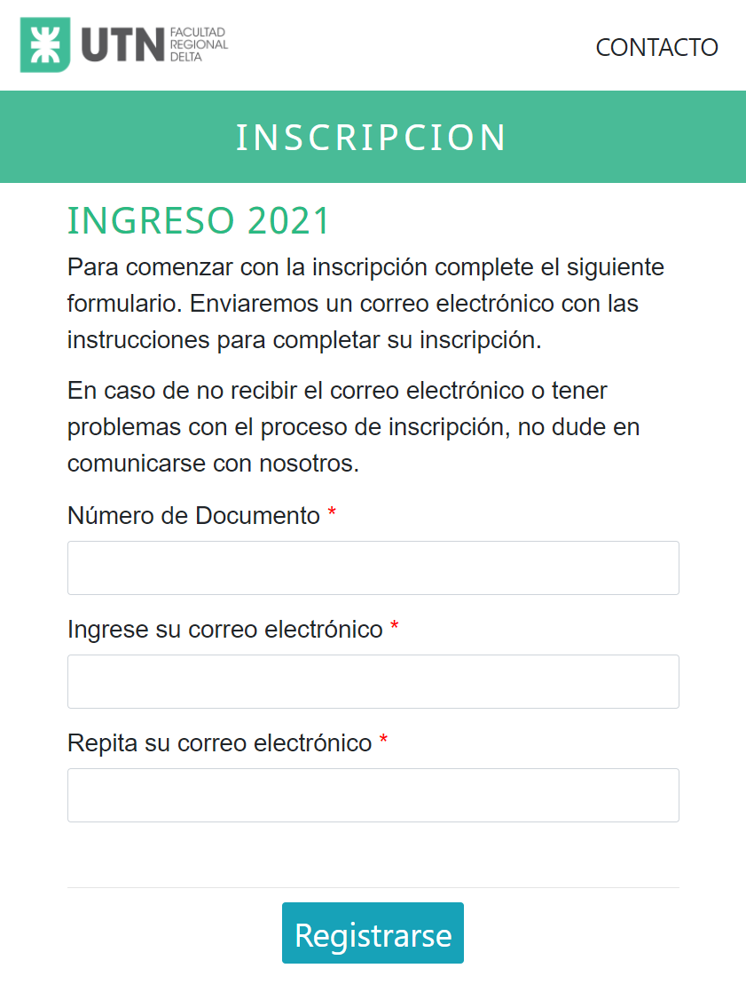 UTN
FACULTAD
REGIONAL
DELTA
CONTACTO
INSCRIPCION
INGRESO 2021
Para comenzar con la inscripción complete el siguiente
formulario. Enviaremos un correo electrónico con las
instrucciones para completar su inscripción.
En caso de no recibir el correo electrónico o tener
problemas con el proceso de inscripción, no dude en
comunicarse con nosotros.
Número de Documento *
Ingrese su correo electrónico *
Repita su correo electrónico *
Registrarse